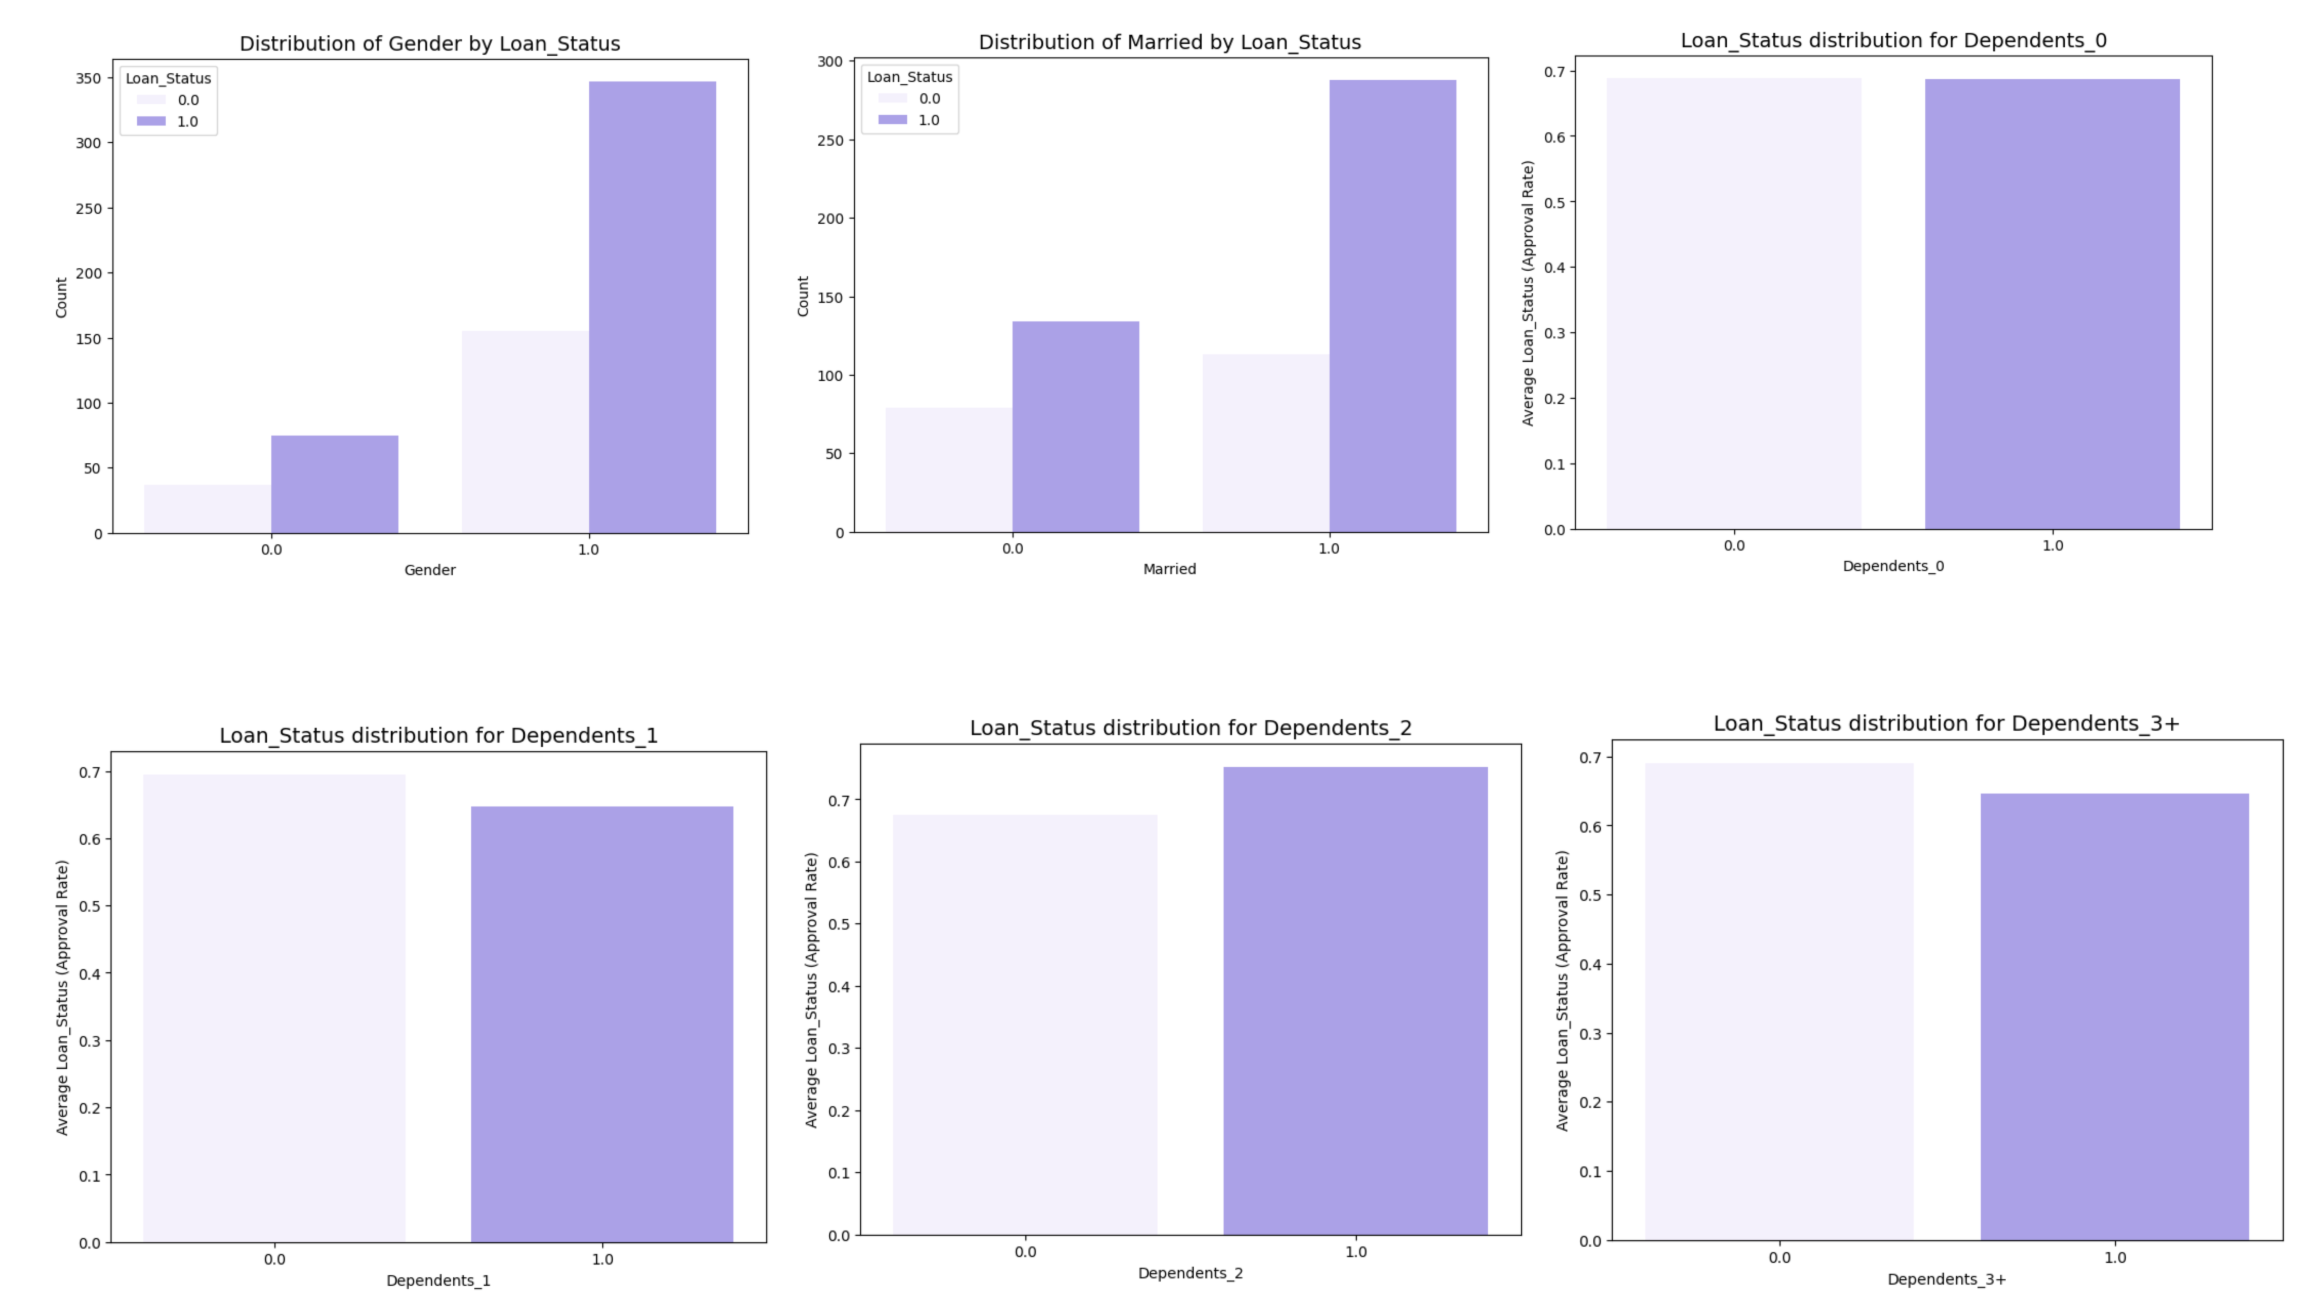 Distribution of Gender by Loan_Status
Loan_Status
0.0
1.0
350
300
250
200
150
100
50
0
Count
0.0 1.0
Gender
Distribution of Married by Loan_Status
Loan_Status
0.0
1.0
300
250
200
150
100
50
0
Count
0.0 1.0
Married
Loan_Status distribution for Dependents_0
0.7
0.6
0.5
0.4
0.3
0.2
0.1
0.0
Average Loan_Status (Approval Rate)
0.0 1.0
Dependents_0
Loan_Status distribution for Dependents_1
0.7
0.6
0.5
0.4
0.3
0.2
0.1
0.0
Average Loan_Status (Approval Rate)
0.0 1.0
Dependents_1
Loan_Status distribution for Dependents_2
0.7
0.6
0.5
0.4
0.3
0.2
0.1
0.0
Average Loan_Status (Approval Rate)
0.0 1.0
Dependents_2
Loan_Status distribution for Dependents_3+
0.7
0.6
0.5
0.4
0.3
0.2
0.1
0.0
Average Loan_Status (Approval Rate)
0.0 1.0
Dependents_3+